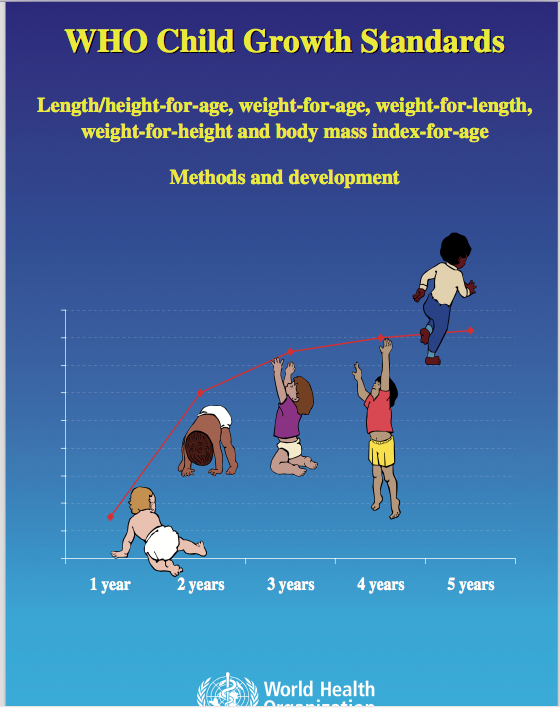 WHO Child Growth Standards
Length/height-for-age, weight-for-age, weight-for-length,
weight-for-height and body mass index-for-age
Methods and development
1 year 2 years 3 years 4 years 5 years
World Health
Organization